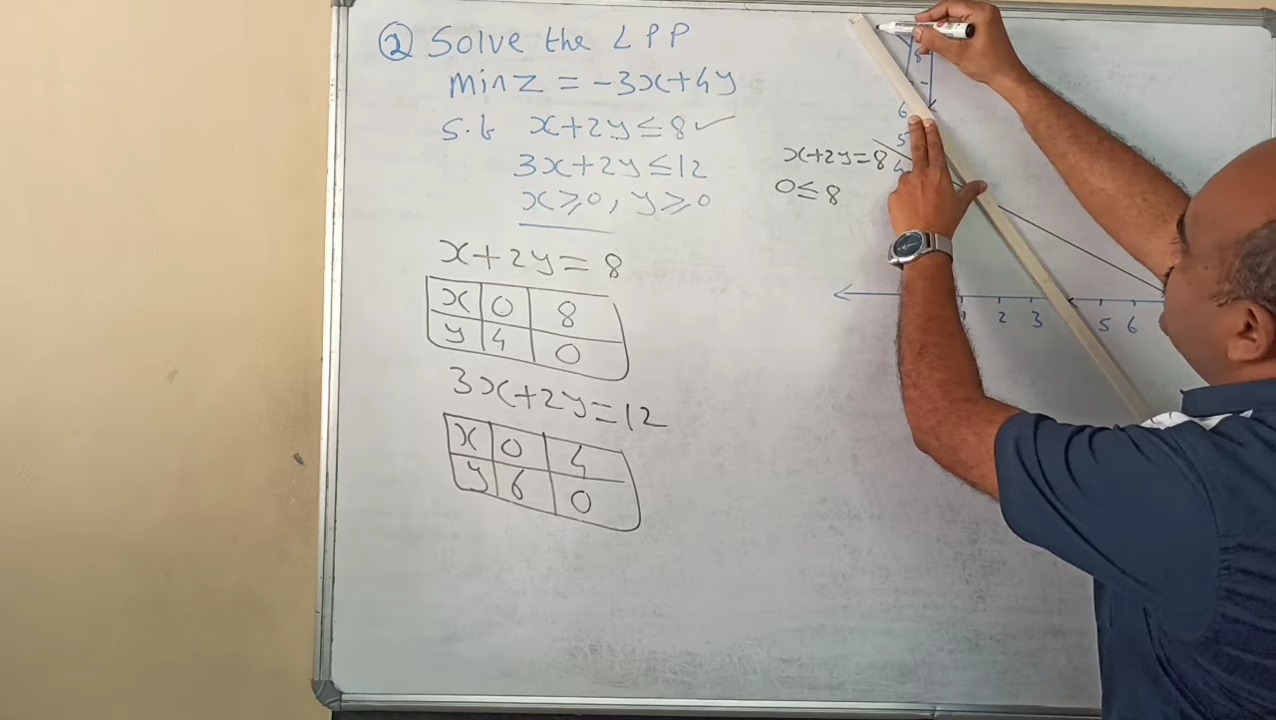 ② Solve the LPP
min Z = -3x+4y
s.t x+2y ≤ 8 ✓
3x+2y ≤ 12
x ≥ 0, y ≥ 0
x+2y = 8
x 0 8
y 4 0
3x+2y = 12
x 0 4
y 6 0
8
6
5
x+2y=8
4
0 ≤ 8
2 3 5 6